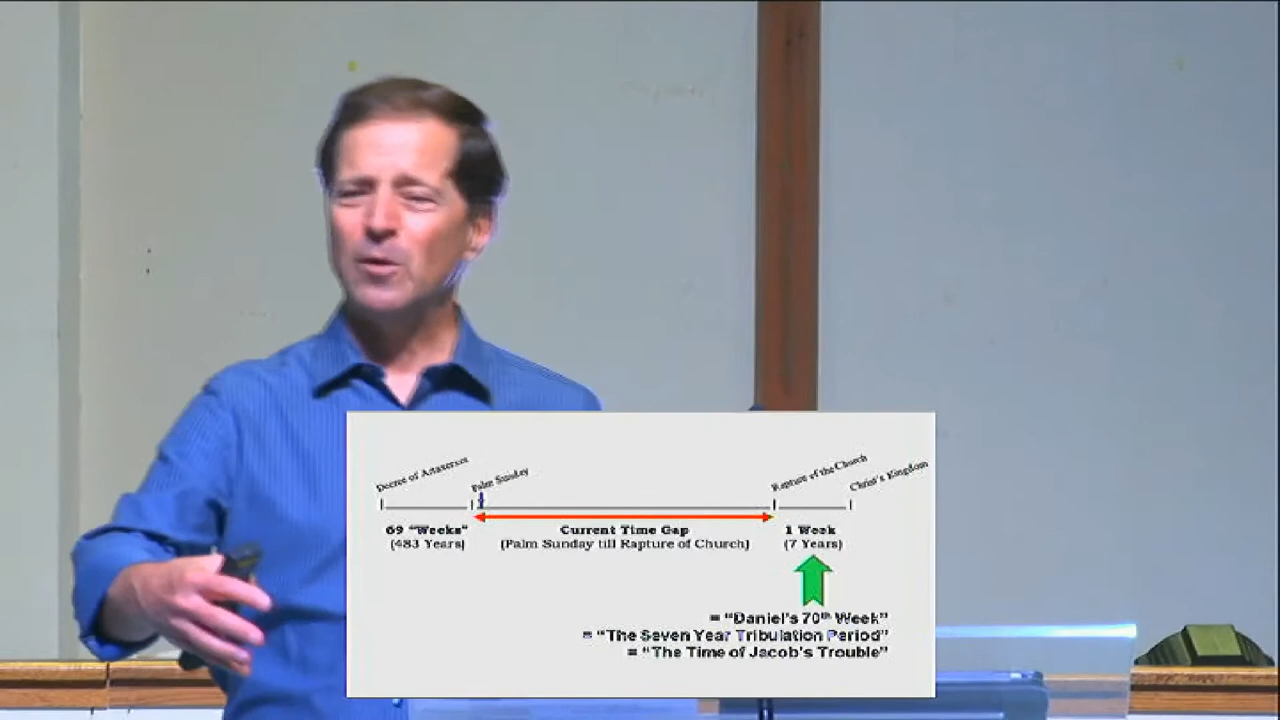 Decree of Artaxerxes
Palm Sunday
Rapture of the Church
Christ's Kingdom
69 "Weeks"
(483 Years)
Current Time Gap
(Palm Sunday till Rapture of Church)
1 Week
(7 Years)
= "Daniel's 70th Week"
= "The Seven Year Tribulation Period"
= "The Time of Jacob's Trouble"